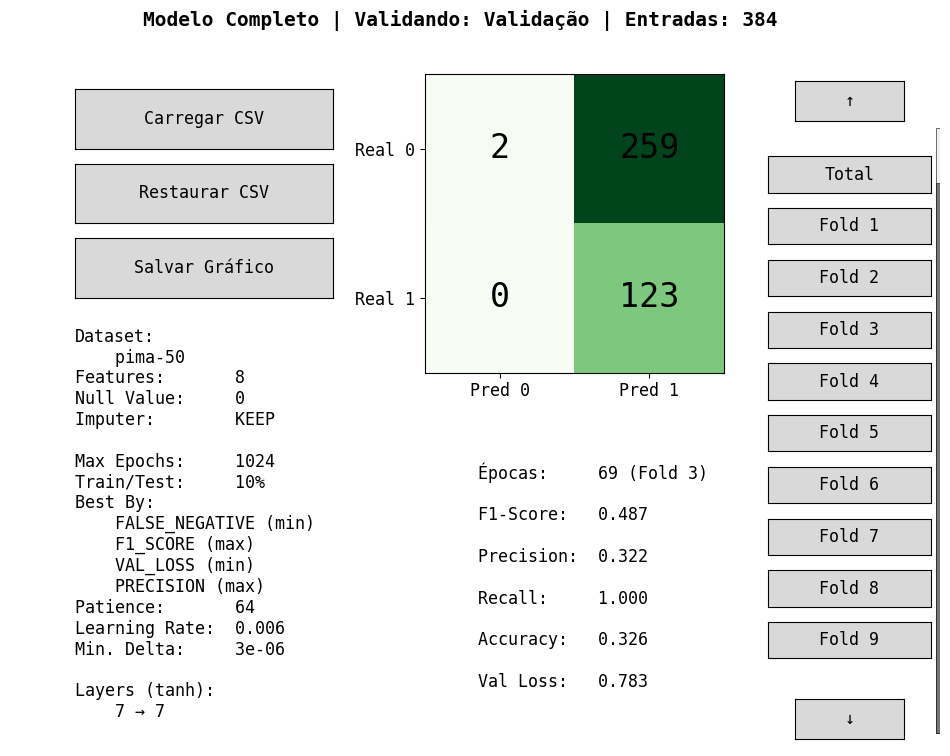 Modelo Completo | Validando: Validação | Entradas: 384
Carregar CSV
Restaurar CSV
Salvar Gráfico
Dataset:
pima-50
Features: 8
Null Value: 0
Imputer: KEEP
Max Epochs: 1024
Train/Test: 10%
Best By:
FALSE_NEGATIVE (min)
F1_SCORE (max)
VAL_LOSS (min)
PRECISION (max)
Patience: 64
Learning Rate: 0.006
Min. Delta: 3e-06
Layers (tanh):
7 → 7
Real 0
2 259
Real 1
0 123
Pred 0 Pred 1
Épocas: 69 (Fold 3)
F1-Score: 0.487
Precision: 0.322
Recall: 1.000
Accuracy: 0.326
Val Loss: 0.783
↑
Total
Fold 1
Fold 2
Fold 3
Fold 4
Fold 5
Fold 6
Fold 7
Fold 8
Fold 9
↓